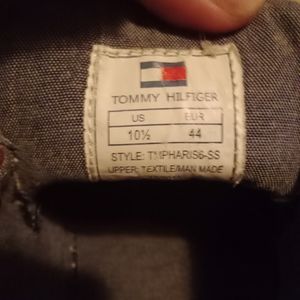 TOMMY HILFIGER
US EUR
10½ 44
STYLE: TMPHARIS6-SS
UPPER: TEXTILE/MAN MADE